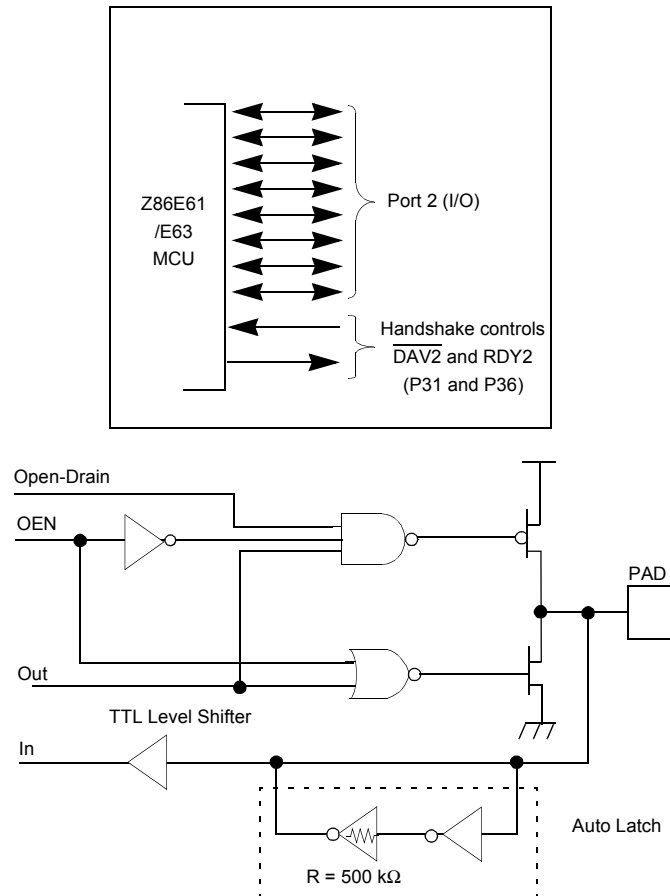 Z86E61
/E63
MCU
Port 2 (I/O)
Handshake controls
DAV2 and RDY2
(P31 and P36)
Open-Drain
OEN
PAD
Out
TTL Level Shifter
In
Auto Latch
R = 500 kΩ